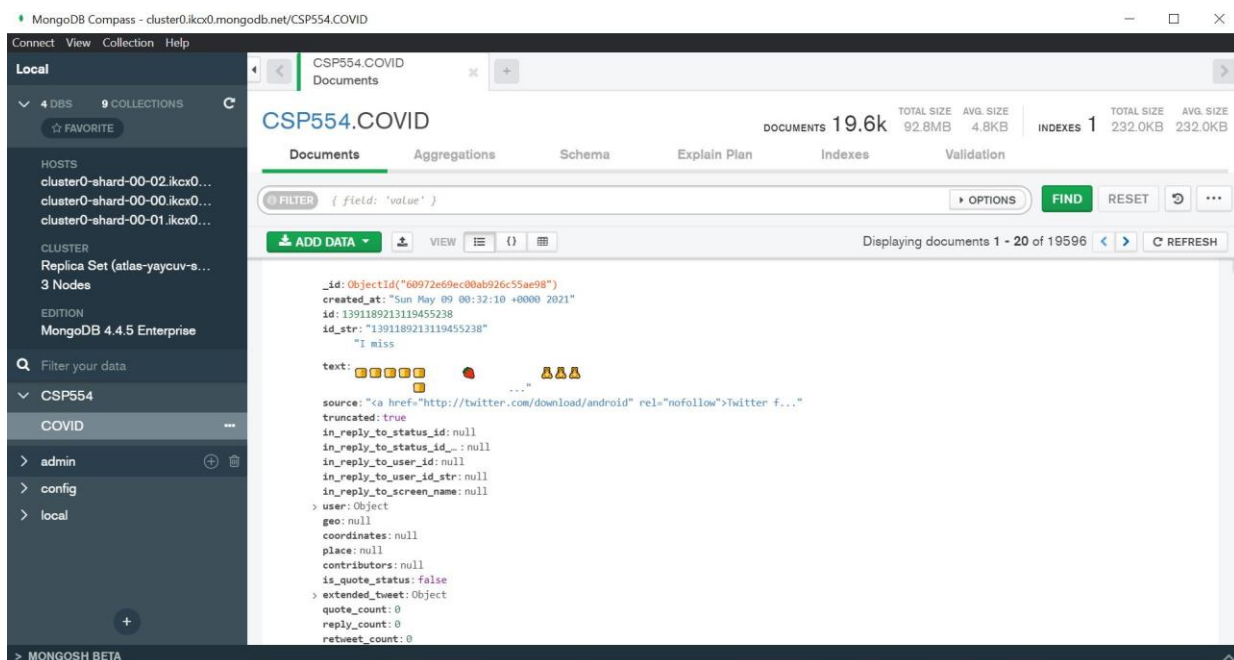 MongoDB Compass - cluster0.ikcx0.mongodb.net/CSP554.COVID
Connect View Collection Help
Local
4 DBS 9 COLLECTIONS
FAVORITE
HOSTS
cluster0-shard-00-02.ikcx0...
cluster0-shard-00-00.ikcx0...
cluster0-shard-00-01.ikcx0...
CLUSTER
Replica Set (atlas-yaycuv-s...
3 Nodes
EDITION
MongoDB 4.4.5 Enterprise
Filter your data
CSP554
COVID
admin
config
local
> MONGOSH BETA
CSP554.COVID
Documents
CSP554.COVID
DOCUMENTS 19.6k TOTAL SIZE 92.8MB AVG. SIZE 4.8KB INDEXES 1 TOTAL SIZE 232.0KB AVG. SIZE 232.0KB
Documents Aggregations Schema Explain Plan Indexes Validation
FILTER { field: 'value' } OPTIONS FIND RESET ...
ADD DATA VIEW {} Displaying documents 1 - 20 of 19596 < > REFRESH
_id: ObjectId("60972e69ec00ab926c55ae98")
created_at: "Sun May 09 00:32:10 +0000 2021"
id: 1391189213119455238
id_str: "1391189213119455238"
"I miss
text: 🍞🍞🍞🍞🍞 🍓 🍯🍯🍯
🍞 ..."
source: "<a href="http://twitter.com/download/android" rel="nofollow">Twitter f..."
truncated: true
in_reply_to_status_id: null
in_reply_to_status_id_…: null
in_reply_to_user_id: null
in_reply_to_user_id_str: null
in_reply_to_screen_name: null
> user: Object
geo: null
coordinates: null
place: null
contributors: null
is_quote_status: false
> extended_tweet: Object
quote_count: 0
reply_count: 0
retweet_count: 0